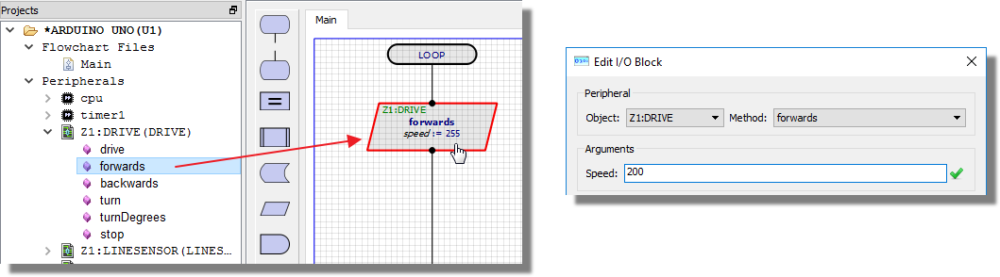 Projects
*ARDUINO UNO(U1)
Flowchart Files
Main
Peripherals
cpu
timer1
Z1:DRIVE(DRIVE)
drive
forwards
backwards
turn
turnDegrees
stop
Z1:LINESENSOR(LINES...
Main
LOOP
Z1:DRIVE
forwards
speed := 255
Edit I/O Block
Peripheral
Object: Z1:DRIVE Method: forwards
Arguments
Speed: 200